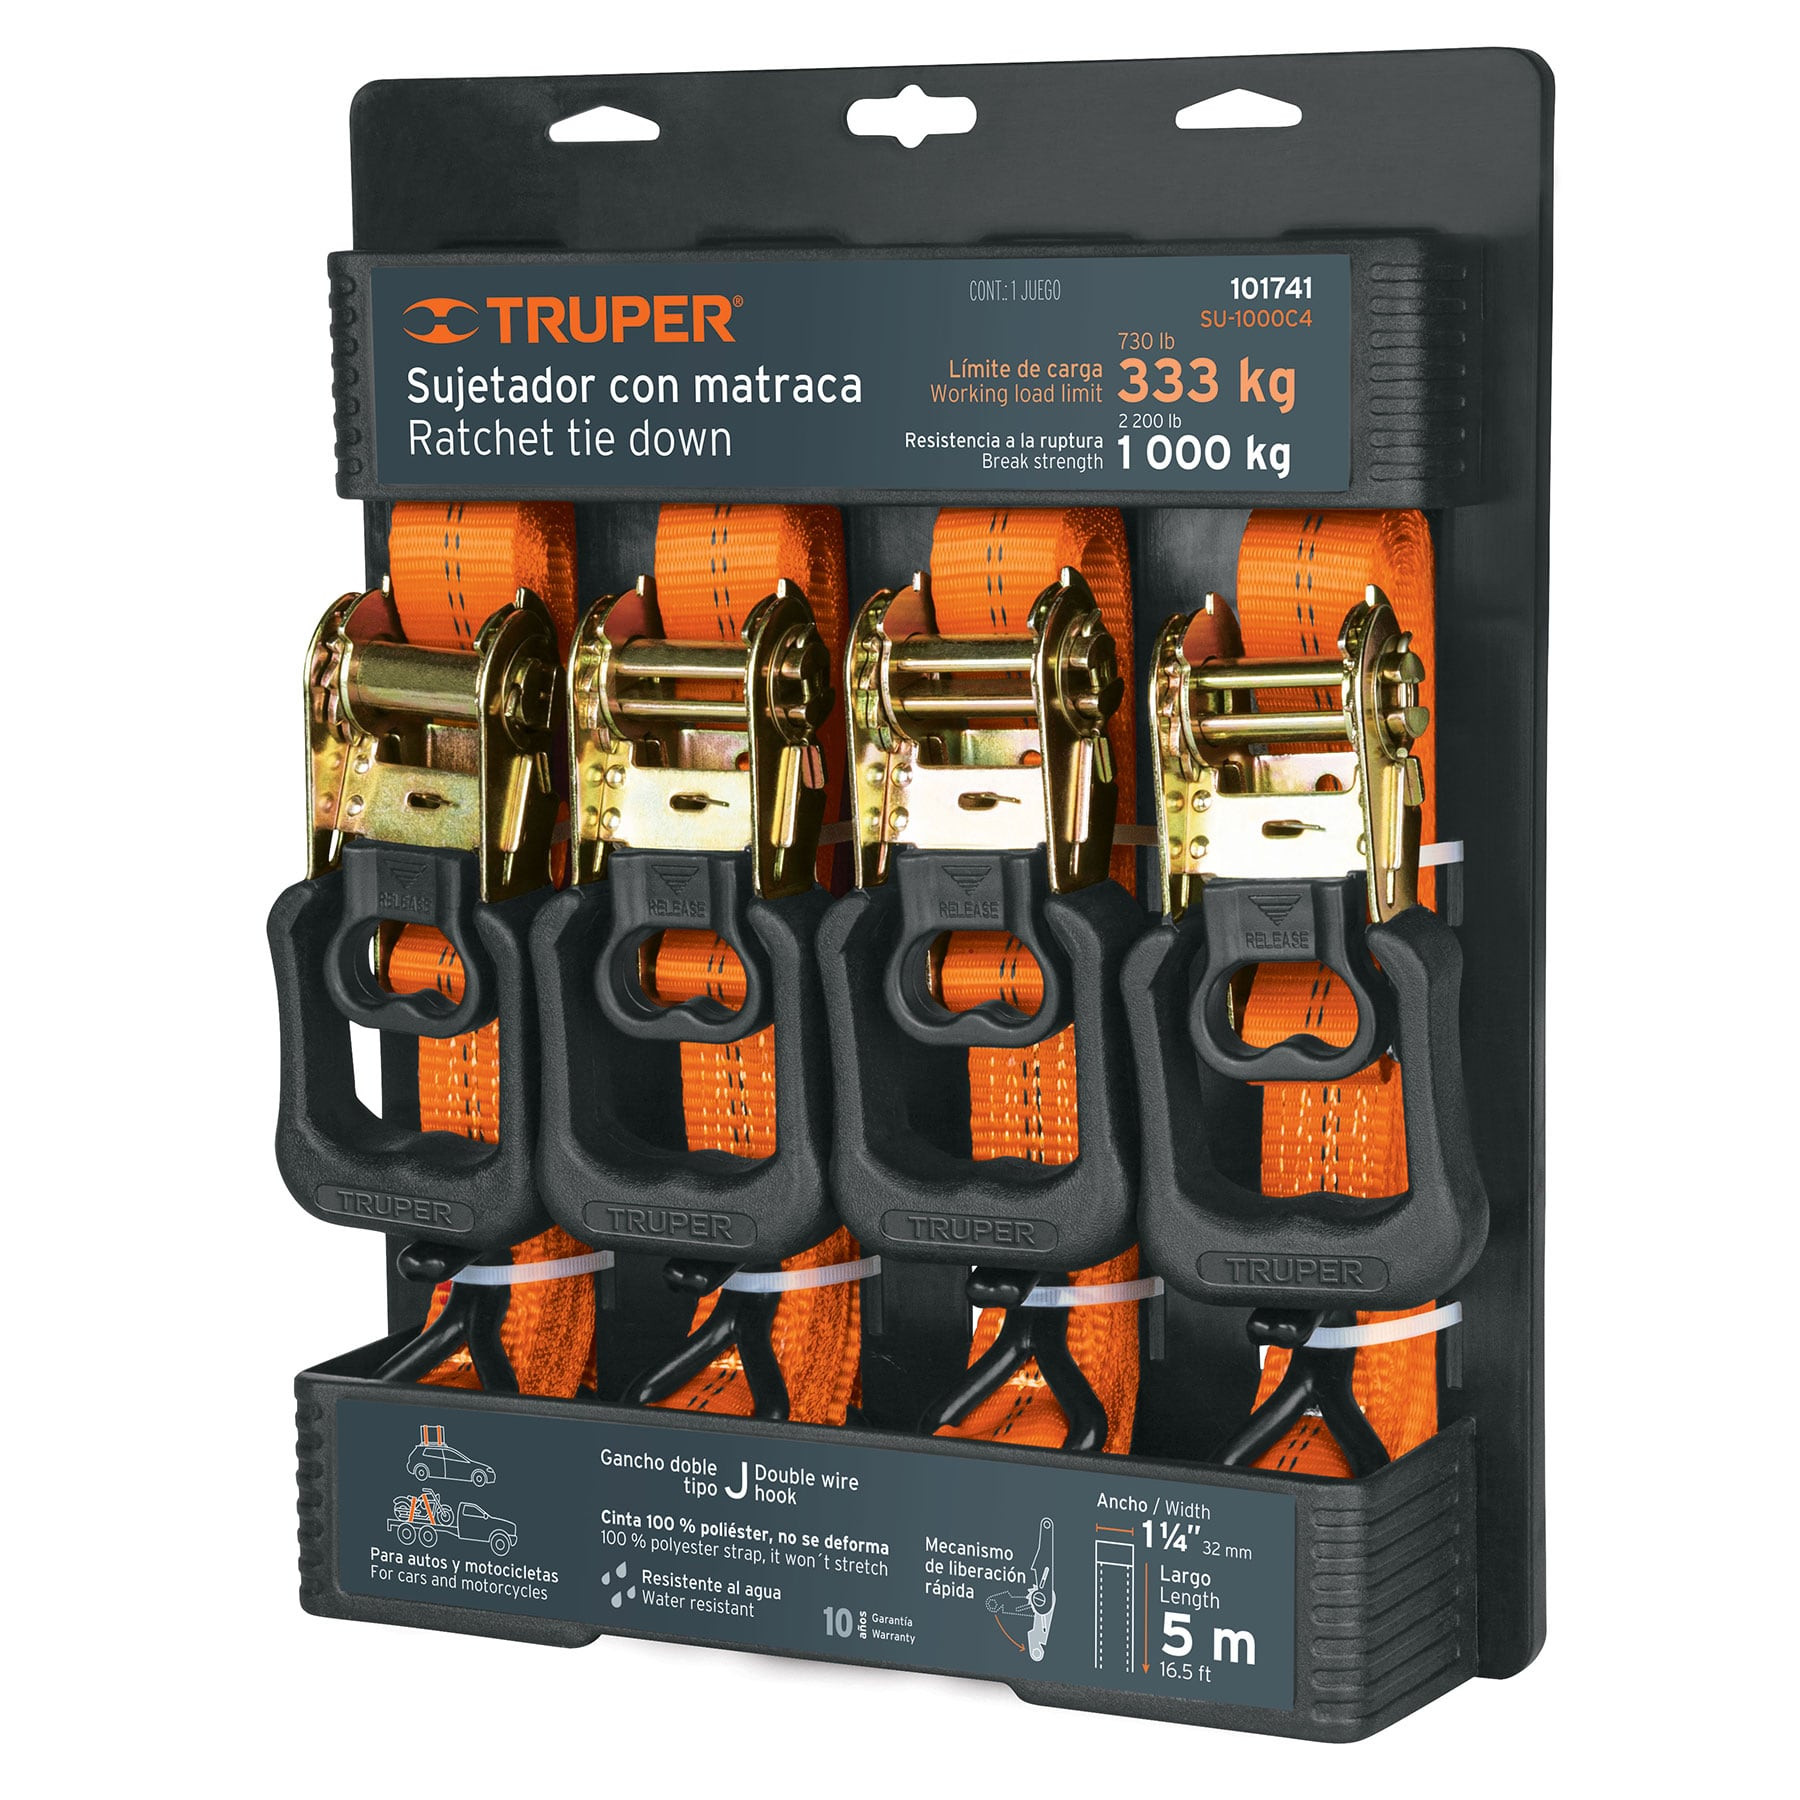 TRUPER®
Sujetador con matraca
Ratchet tie down
CONT.: 1 JUEGO
101741
SU-1000C4
730 lb
Límite de carga 333 kg
Working load limit
2 200 lb
Resistencia a la ruptura 1 000 kg
Break strength
RELEASE
RELEASE
RELEASE
RELEASE
TRUPER
TRUPER
TRUPER
TRUPER
Para autos y motocicletas
For cars and motorcycles
Gancho doble tipo J Double wire hook
Cinta 100 % poliéster, no se deforma
100 % polyester strap, it won´t stretch
Resistente al agua
Water resistant
10 años Garantía
Warranty
Mecanismo
de liberación
rápida
Ancho / Width
1 ¼" 32 mm
Largo
Length
5 m
16.5 ft